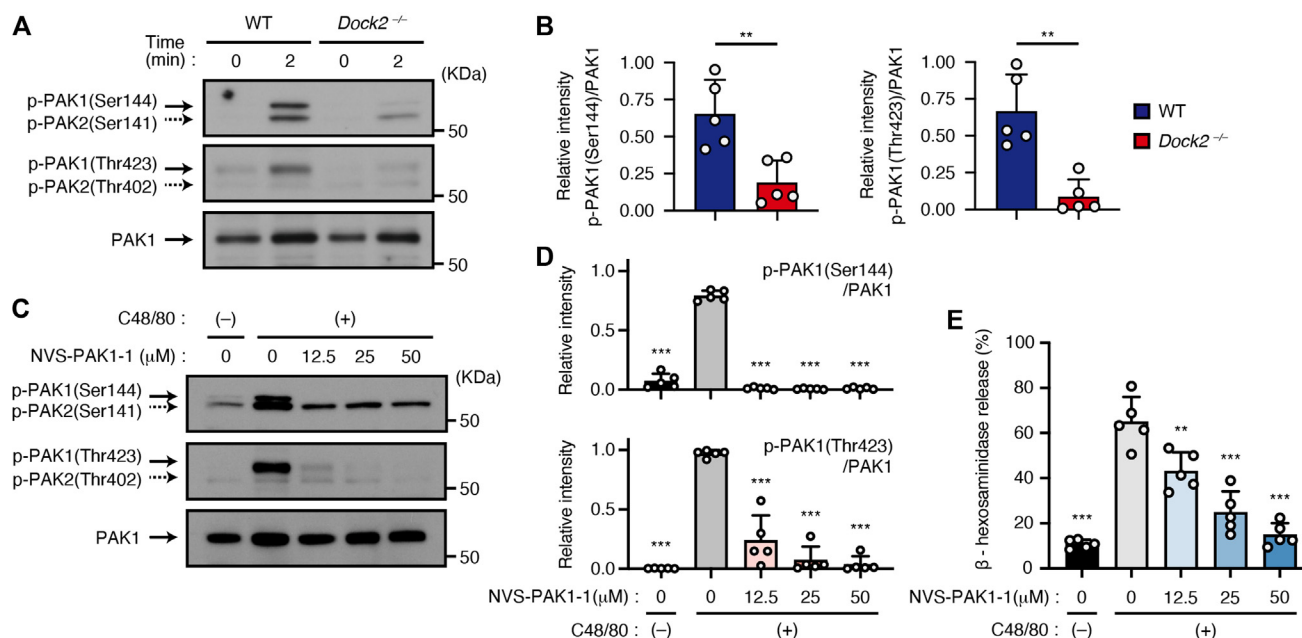 A
WT
Dock2 −/−
Time
(min) :
0 2 0 2
(KDa)
p-PAK1(Ser144)
p-PAK2(Ser141)
50
p-PAK1(Thr423)
p-PAK2(Thr402)
PAK1
50
B
**
Relative intensity
p-PAK1(Ser144)/PAK1
1.00
0.75
0.50
0.25
0.00
**
Relative intensity
p-PAK1(Thr423)/PAK1
1.00
0.75
0.50
0.25
0.00
WT
Dock2 −/−
C
C48/80 : (−) (+)
NVS-PAK1-1 (μM) : 0 0 12.5 25 50
(KDa)
p-PAK1(Ser144)
p-PAK2(Ser141)
50
p-PAK1(Thr423)
p-PAK2(Thr402)
PAK1
50
D
p-PAK1(Ser144)
/PAK1
Relative intensity
1.0
0.5
0.0
*** *** *** ***
p-PAK1(Thr423)
/PAK1
Relative intensity
1.0
0.5
0.0
*** *** *** ***
NVS-PAK1-1(μM) : 0 0 12.5 25 50
C48/80 : (−) (+)
E
β - hexosaminidase release (%)
100
80
60
40
20
0
*** ** *** ***
NVS-PAK1-1(μM) : 0 0 12.5 25 50
C48/80 : (−) (+)